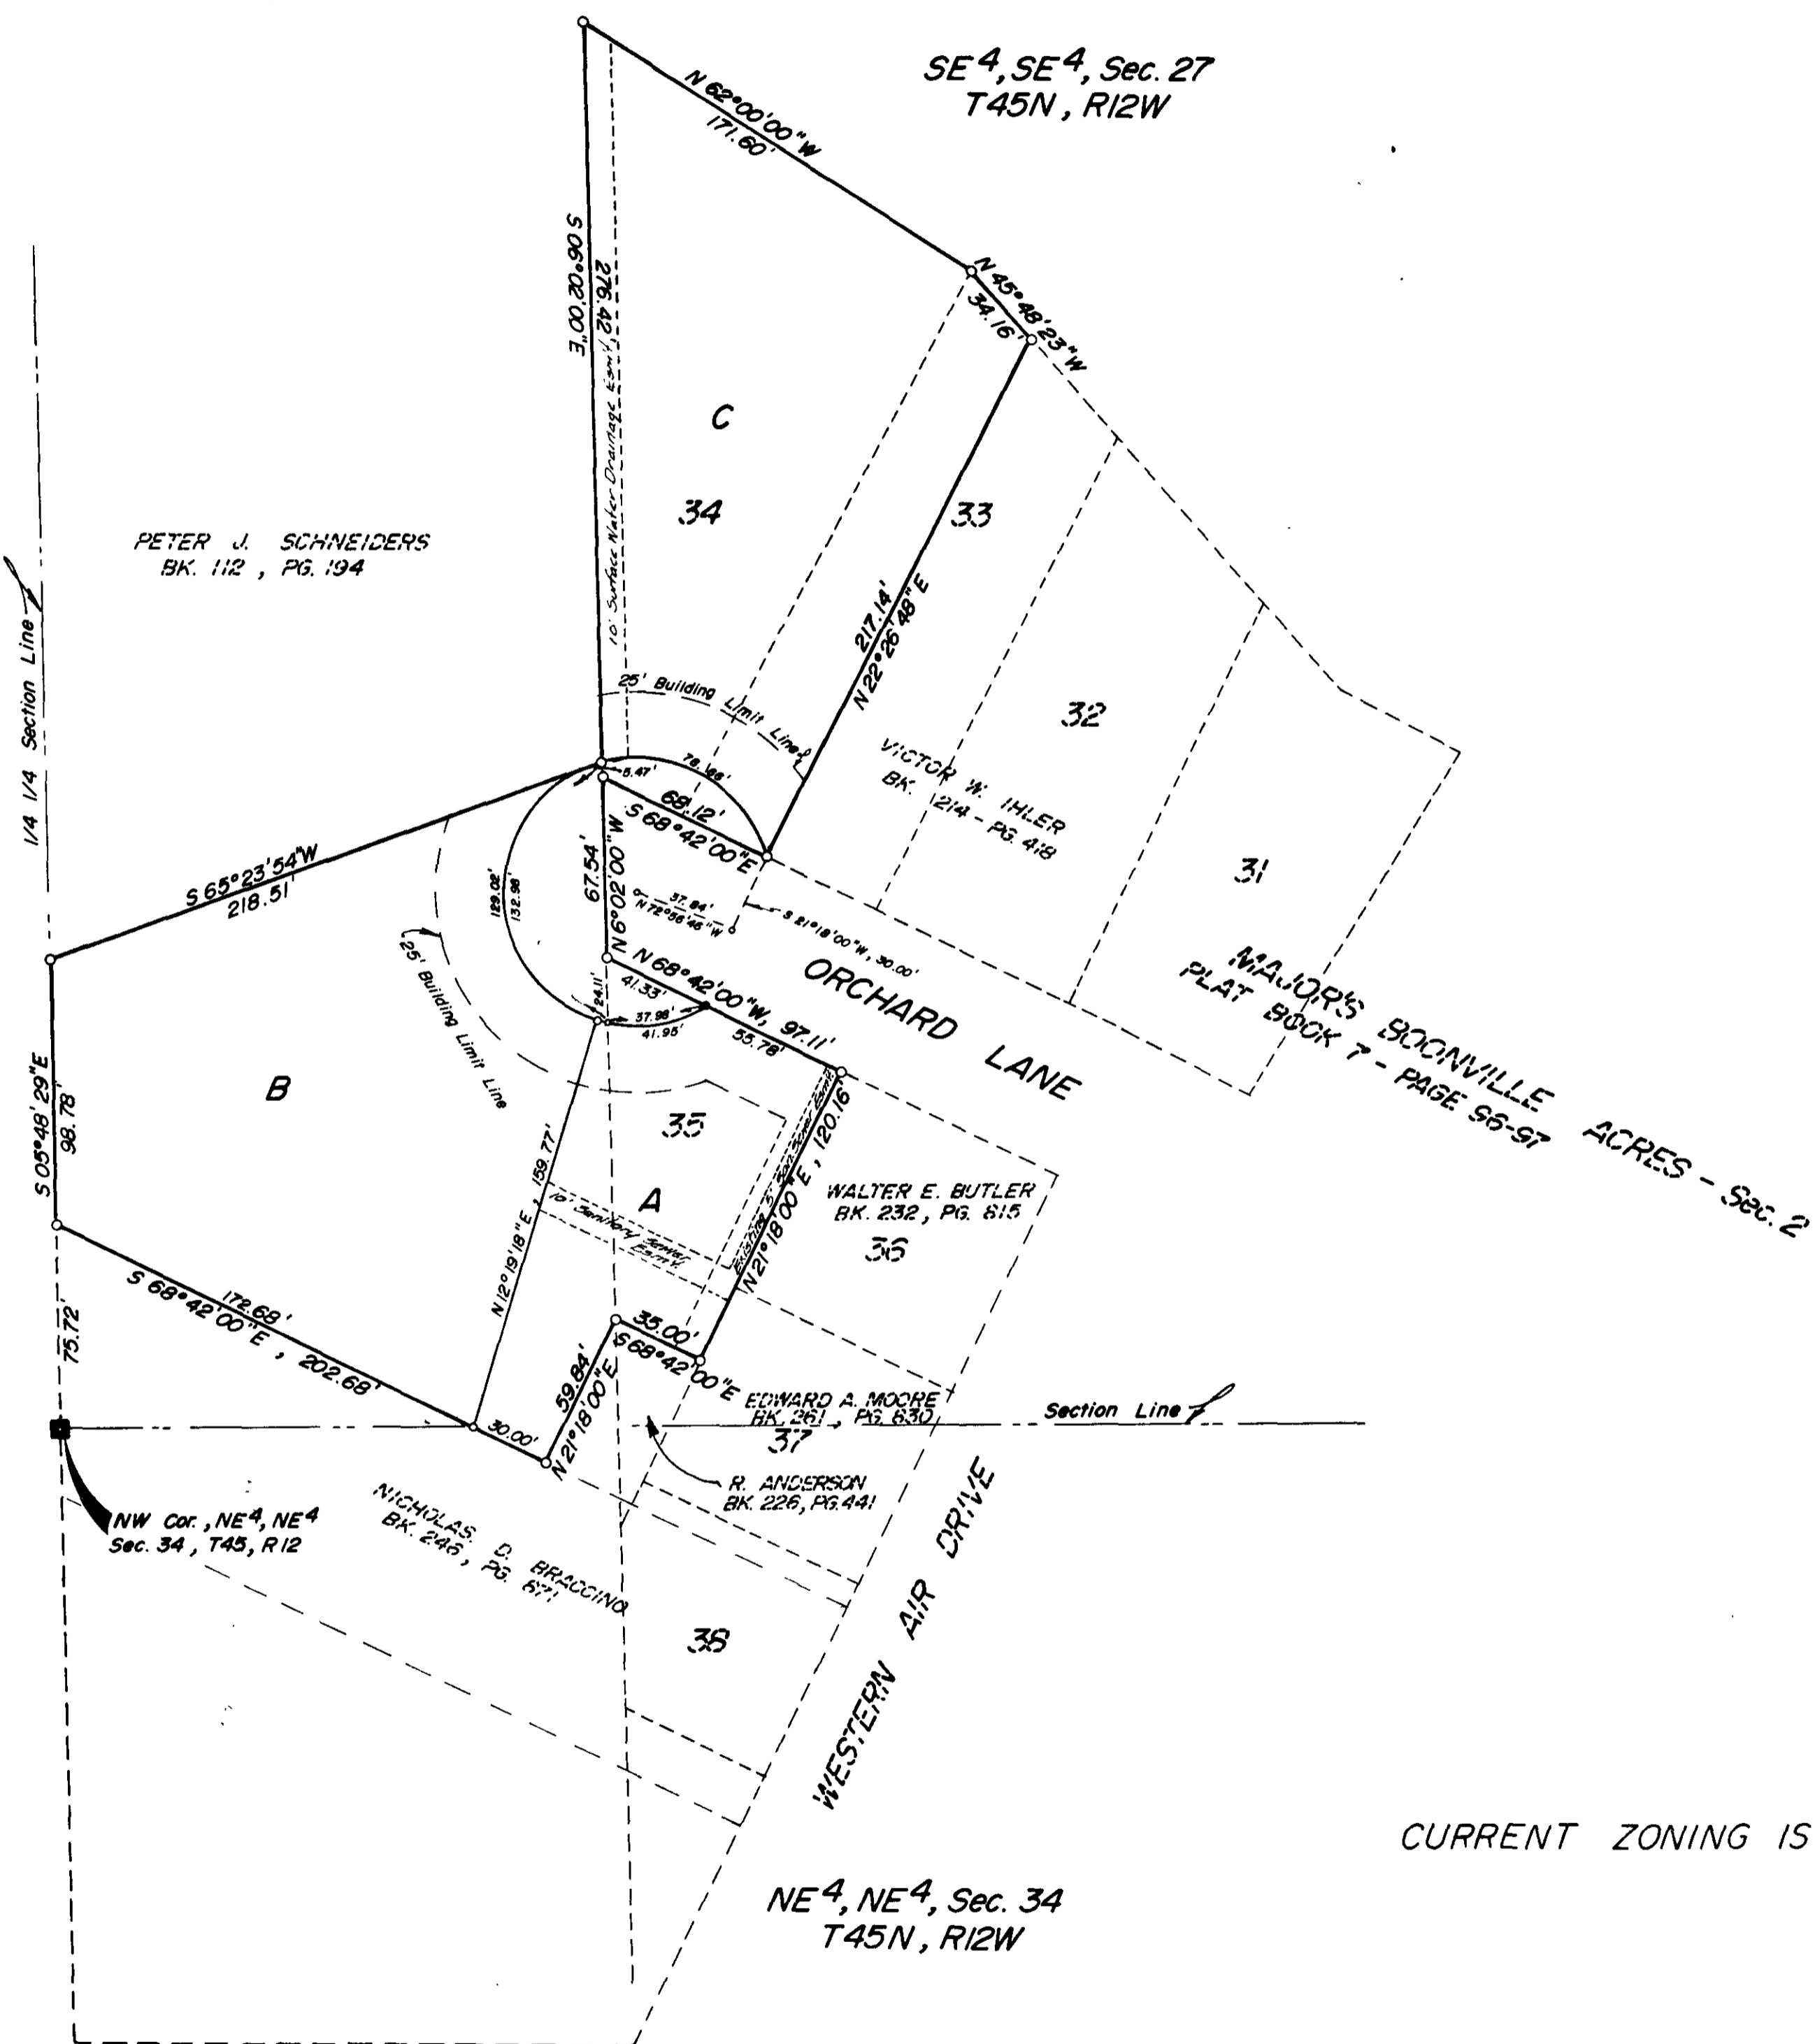 SE4, SE4, Sec. 27
T45N, R12W
N 62°00'00" W
171.60'
N 45°48'23" W
34.16'
S 06°02'00" E
276.42'
10' Surface Water Drainage Esm't.
C
34
33
217.14'
N 22°26'48" E
PETER J. SCHNEIDERS
BK. 112, PG. 194
1/4 1/4 Section Line
25' Building Limit Line
32
VICTOR W. IHLER
BK. 1214 - PG. 418
31
5.47'
68.12'
S 68°42'00" E
67.54'
N 6°02'00" W
129.02'
132.98'
37.84'
N 72°56'46" W
S 21°18'00" W, 30.00'
S 65°23'54" W
218.51'
25' Building Limit Line
ORCHARD LANE
MAJOR'S BOONVILLE ACRES - Sec. 2
PLAT BOOK 7 - PAGE 96-97
N 68°42'00" W, 97.11'
41.33'
55.78'
24.11'
37.98'
41.95'
S 05°48'29" E
98.78'
B
35
A
N 12°19'18" E, 159.77'
10' Sanitary Sewer Esm't.
N 21°18'00" E, 120.16'
WALTER E. BUTLER
BK. 232, PG. 815
36
75.72'
172.68'
S 68°42'00" E, 202.68'
30.00'
59.84'
N 21°18'00" E
35.00'
S 68°42'00" E
EDWARD A. MOORE
BK. 261, PG. 630
37
Section Line
R. ANDERSON
BK. 226, PG. 441
NW Cor., NE4, NE4
Sec. 34, T45, R12
NICHOLAS D. BRACCINO
BK. 246, PG. 671
38
WESTERN AIR DRIVE
CURRENT ZONING IS
NE4, NE4, Sec. 34
T45N, R12W